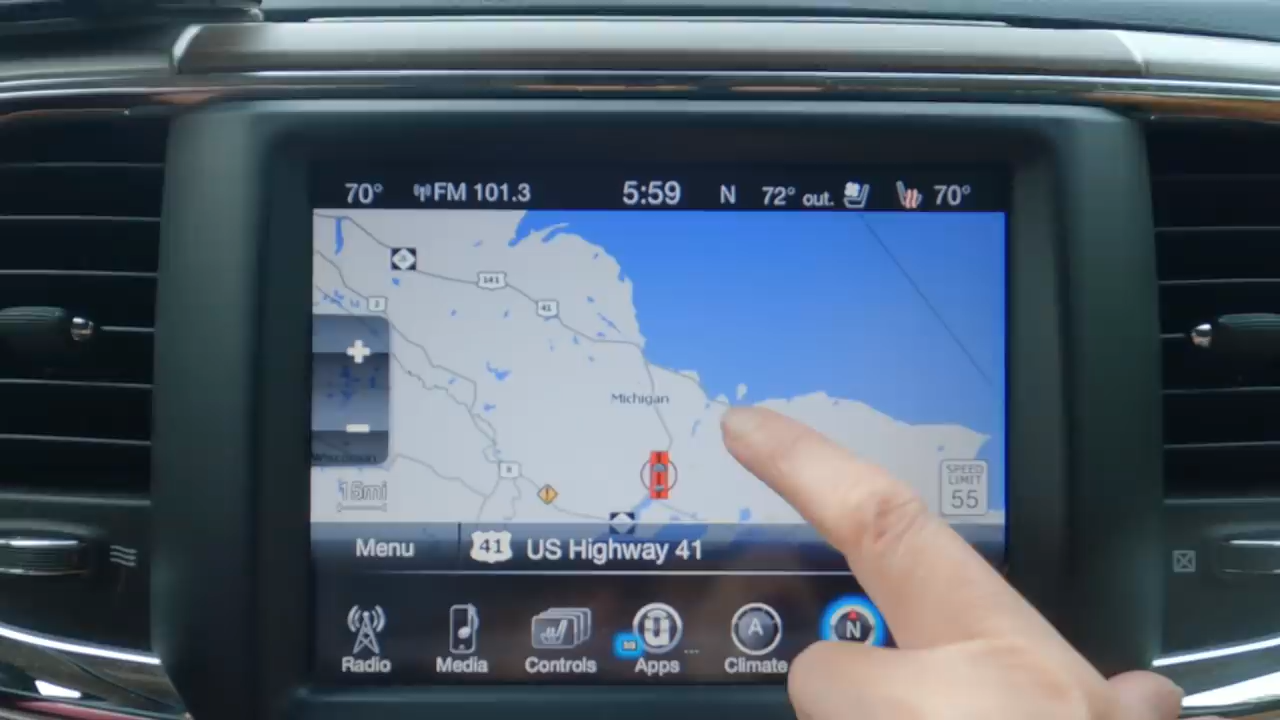 70° FM 101.3 5:59 N 72° out. 70°
141
41
2
Michigan
Wisconsin
8
SPEED
LIMIT
55
15mi
Menu 41 US Highway 41
A N
Radio Media Controls Apps Climate